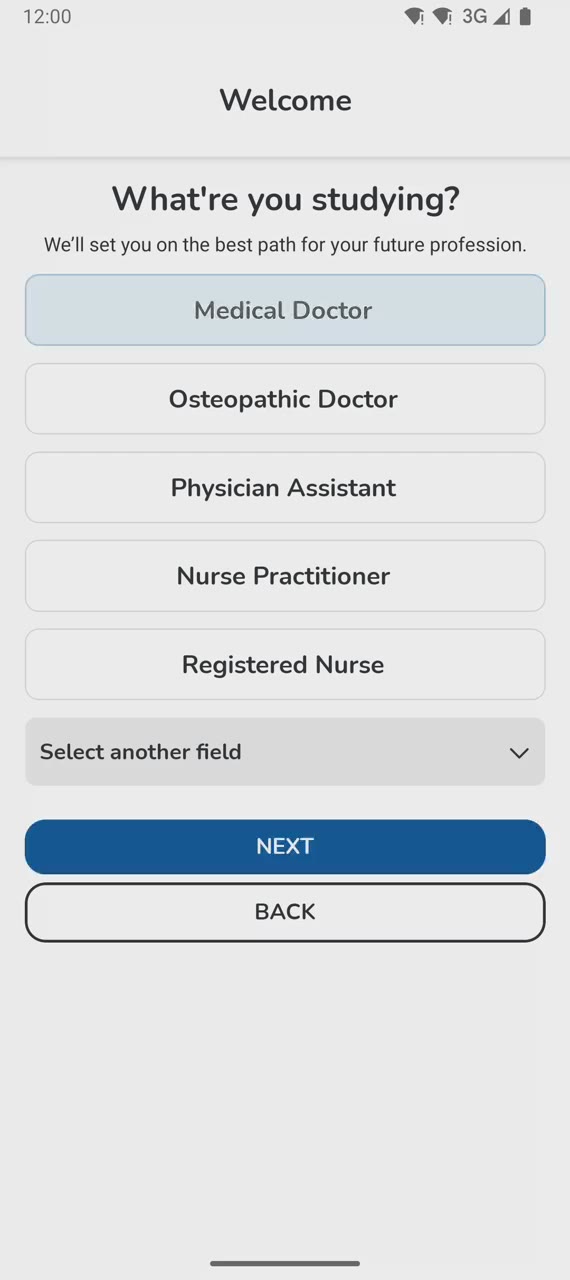 12:00
3G
Welcome
What're you studying?
We’ll set you on the best path for your future profession.
Medical Doctor
Osteopathic Doctor
Physician Assistant
Nurse Practitioner
Registered Nurse
Select another field
NEXT
BACK